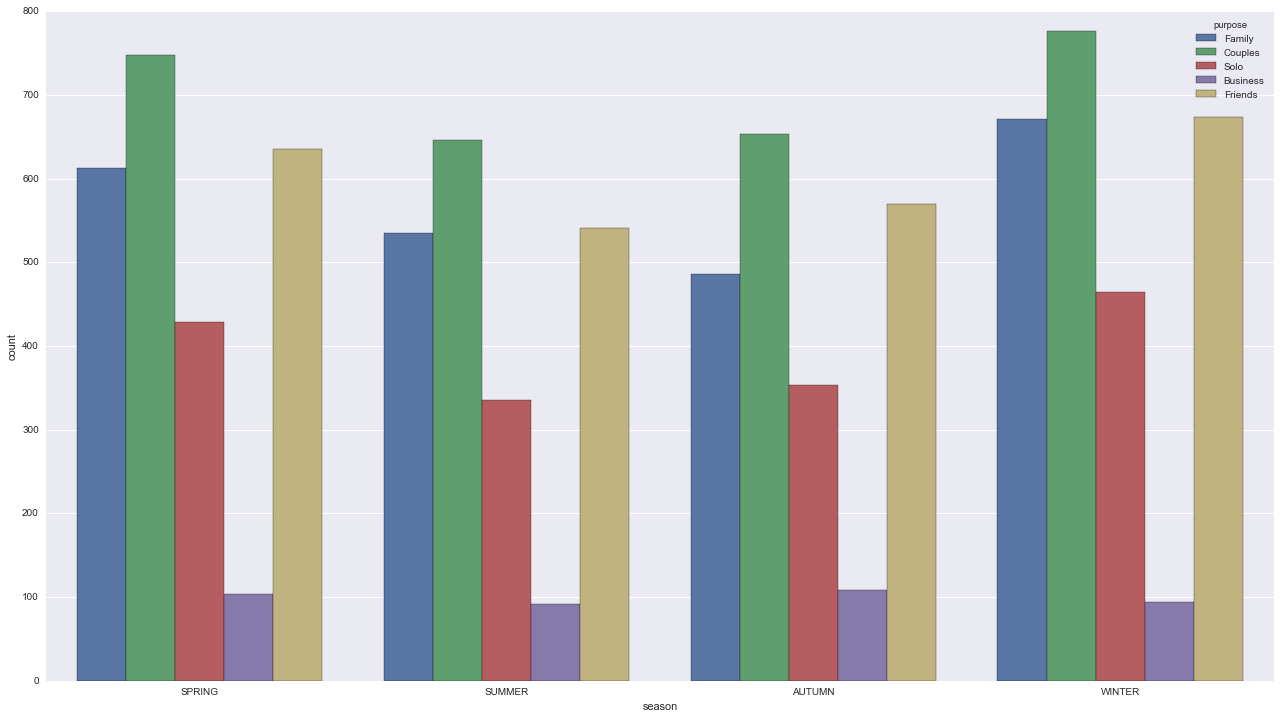 800
700
600
500
400
300
200
100
0
count
SPRING
SUMMER
AUTUMN
WINTER
season
purpose
Family
Couples
Solo
Business
Friends